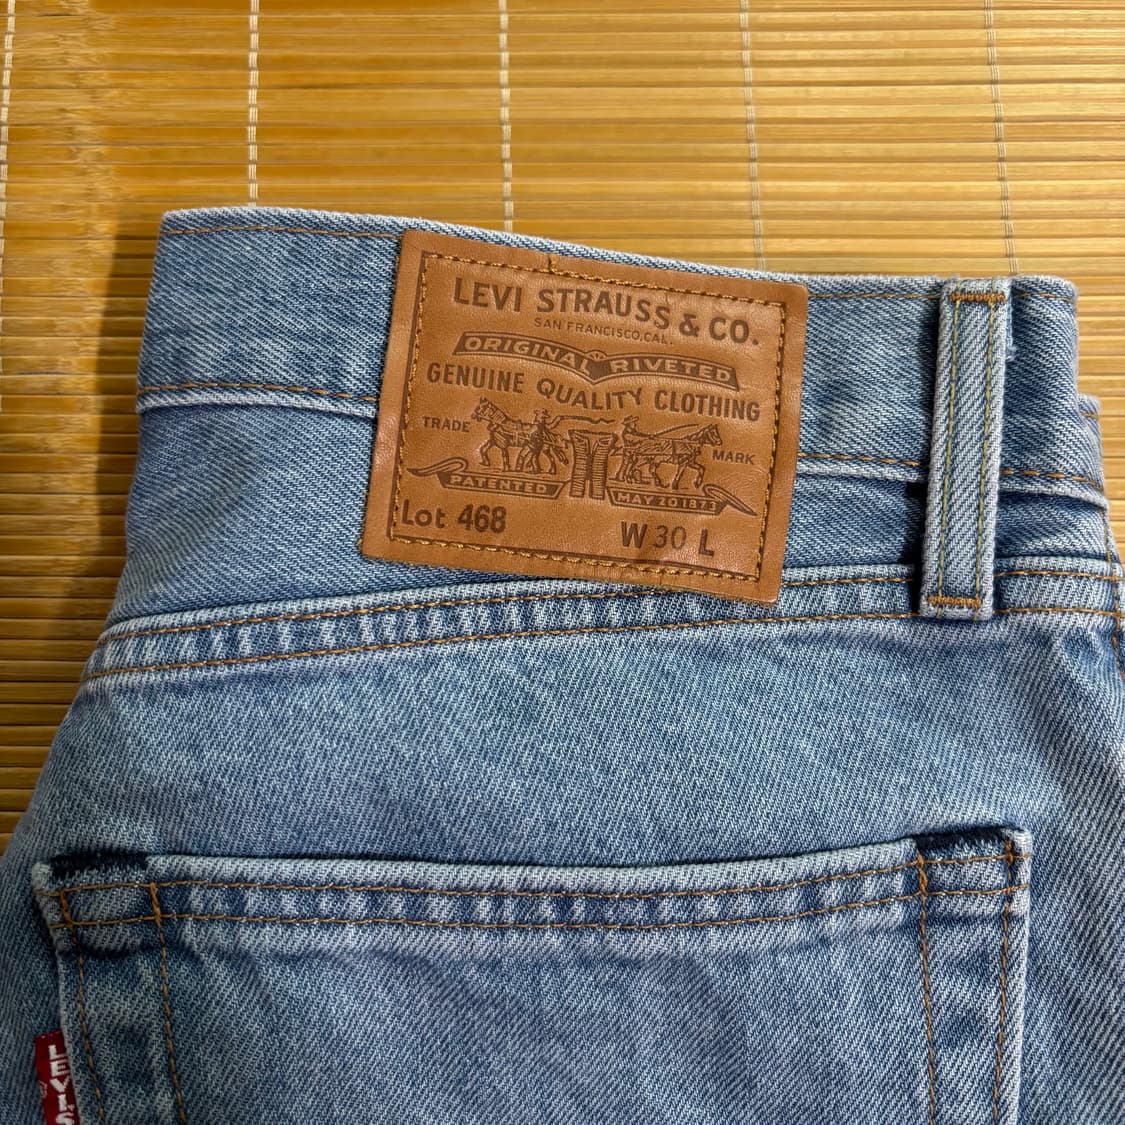 LEVI STRAUSS & CO.
SAN FRANCISCO, CAL.
ORIGINAL RIVETED
GENUINE QUALITY CLOTHING
TRADE MARK
PATENTED MAY 20 1873
Lot 468 W 30 L
LEVI'S